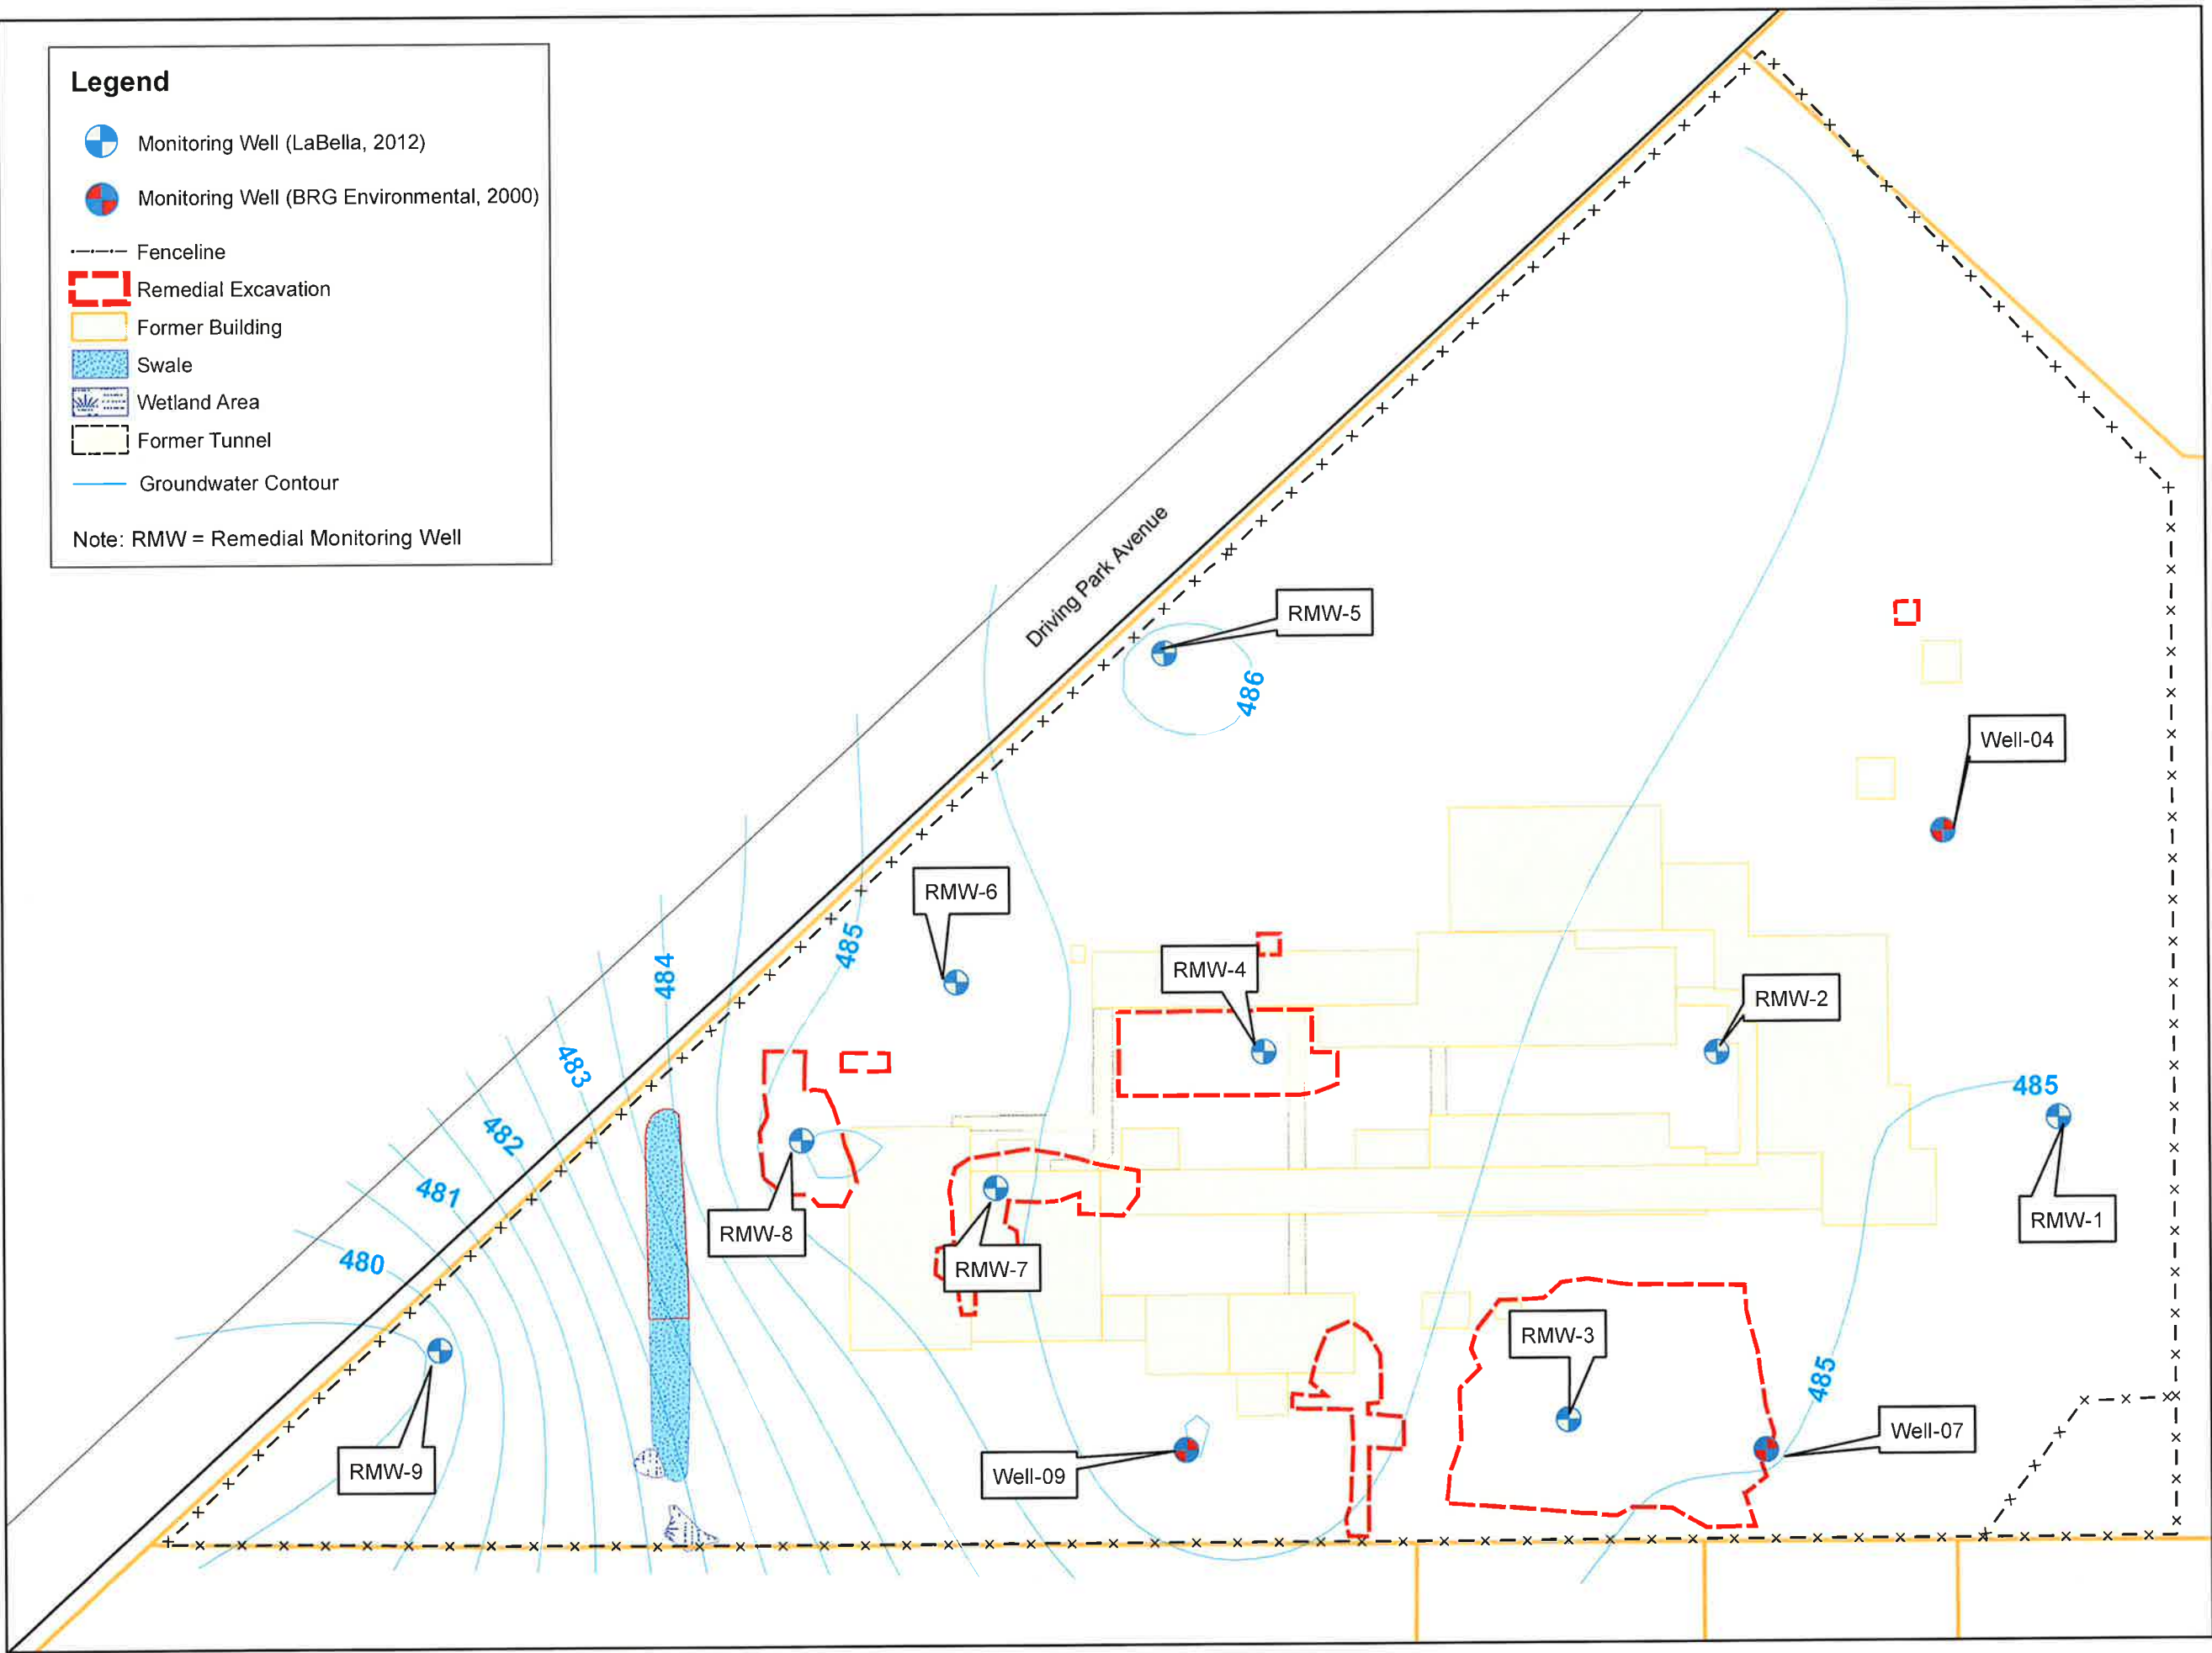 Legend
Monitoring Well (LaBella, 2012)
Monitoring Well (BRG Environmental, 2000)
Fenceline
Remedial Excavation
Former Building
Swale
Wetland Area
Former Tunnel
Groundwater Contour
Note: RMW = Remedial Monitoring Well
Driving Park Avenue
RMW-5
486
Well-04
RMW-6
485
484
RMW-4
RMW-2
483
485
482
481
RMW-8
RMW-1
480
RMW-7
RMW-3
485
Well-07
RMW-9
Well-09